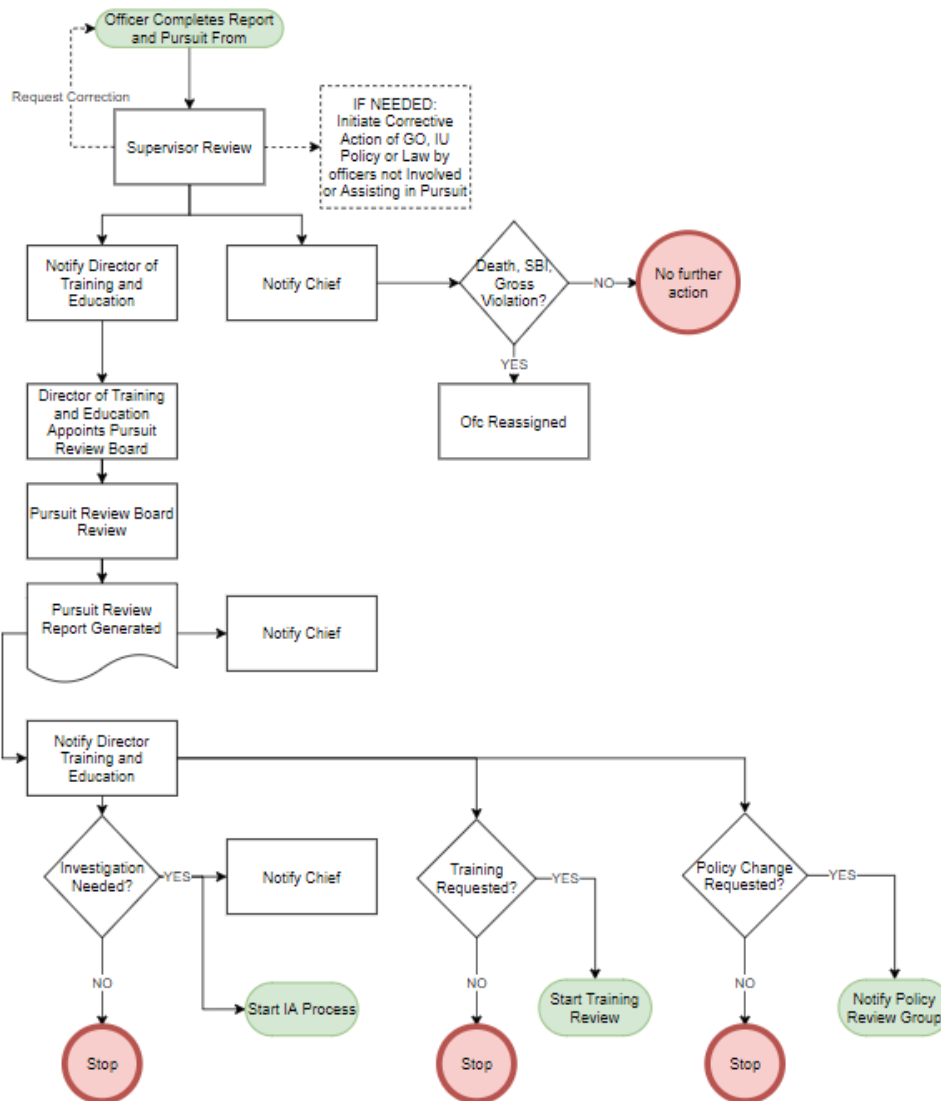 Officer Completes Report
and Pursuit From
Request Correction
Supervisor Review
IF NEEDED:
Initiate Corrective
Action of GO, IU
Policy or Law by
officers not Involved
or Assisting in Pursuit
Notify Director of
Training and
Education
Notify Chief
Death, SBI,
Gross
Violation?
NO
No further
action
YES
Director of Training
and Education
Appoints Pursuit
Review Board
Ofc Reassigned
Pursuit Review Board
Review
Pursuit Review
Report Generated
Notify Chief
Notify Director
Training and
Education
Investigation
Needed?
YES
Notify Chief
Training
Requested?
YES
Policy Change
Requested?
YES
NO
Start IA Process
NO
Start Training
Review
NO
Notify Policy
Review Group
Stop
Stop
Stop